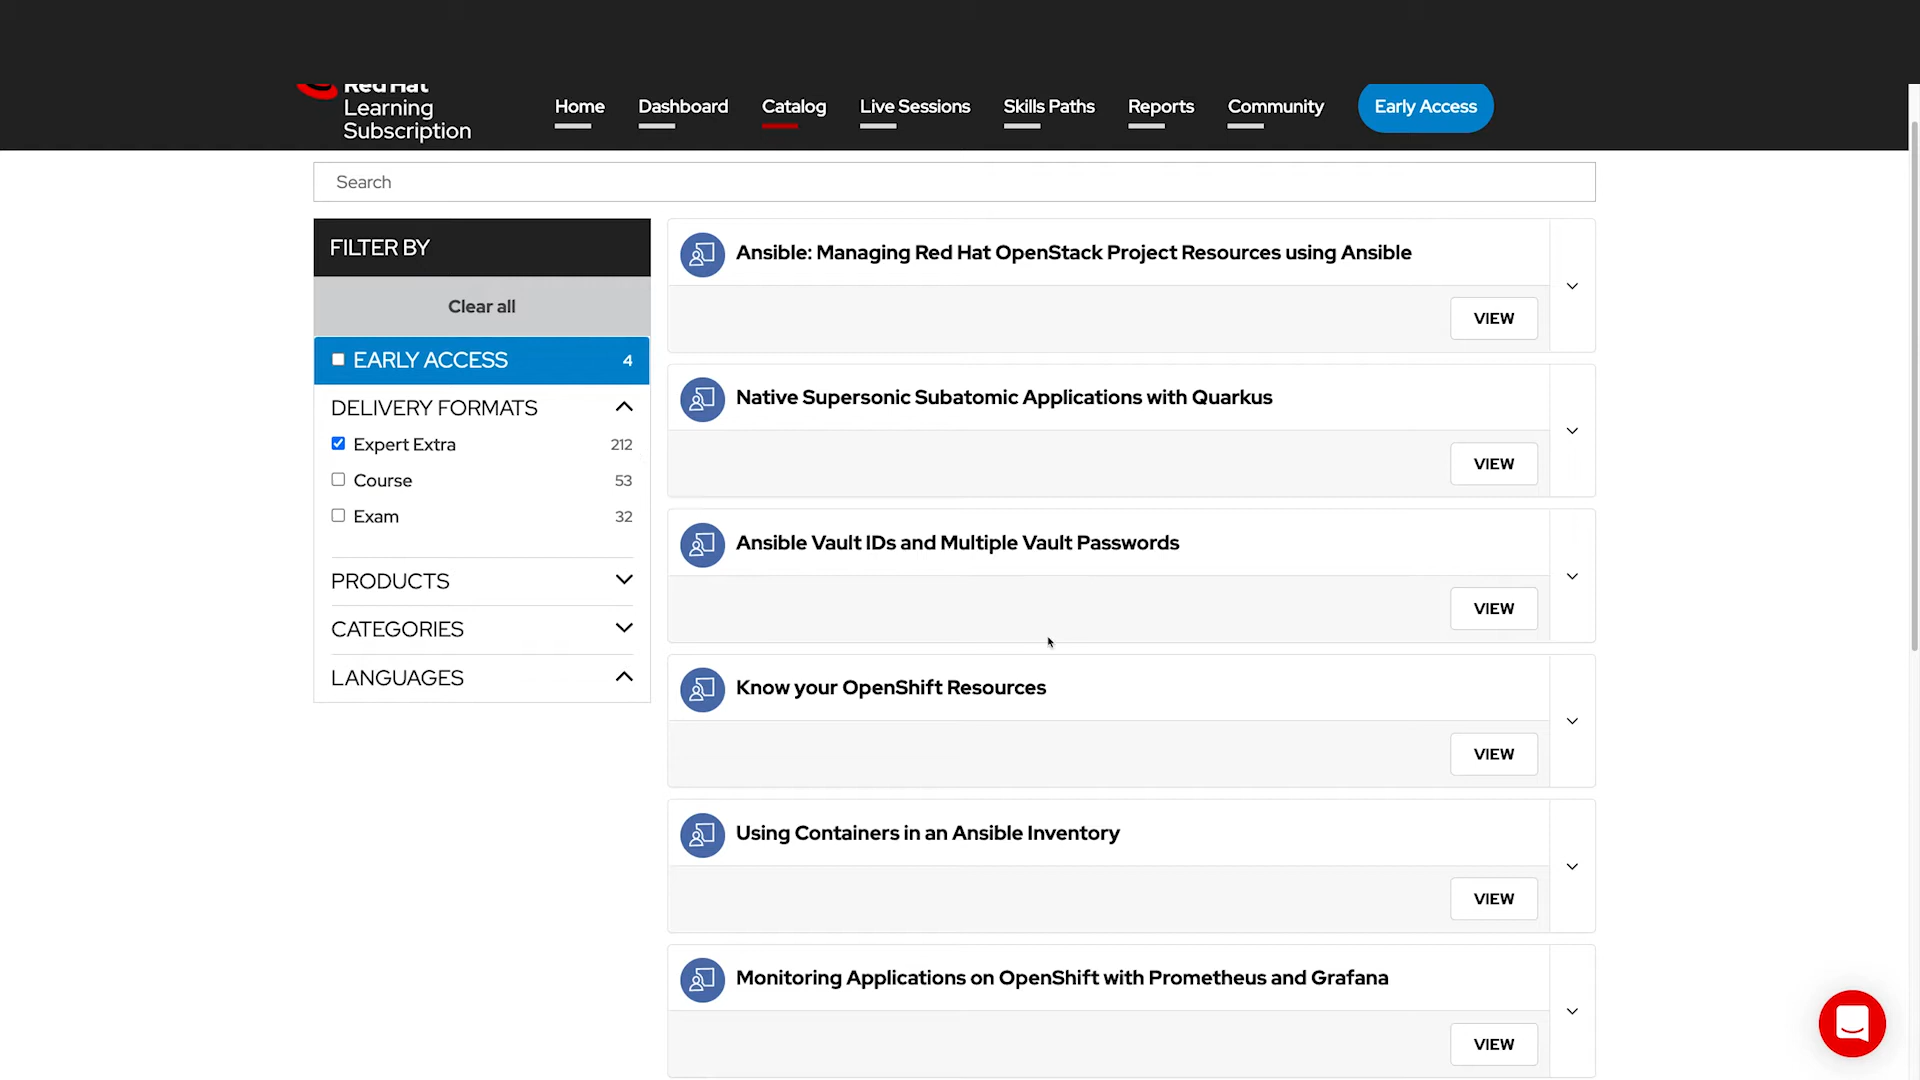 Red Hat
Learning
Subscription
Home Dashboard Catalog Live Sessions Skills Paths Reports Community Early Access
Search
FILTER BY
Clear all
EARLY ACCESS 4
DELIVERY FORMATS
Expert Extra 212
Course 53
Exam 32
PRODUCTS
CATEGORIES
LANGUAGES
Ansible: Managing Red Hat OpenStack Project Resources using Ansible
VIEW
Native Supersonic Subatomic Applications with Quarkus
VIEW
Ansible Vault IDs and Multiple Vault Passwords
VIEW
Know your OpenShift Resources
VIEW
Using Containers in an Ansible Inventory
VIEW
Monitoring Applications on OpenShift with Prometheus and Grafana
VIEW